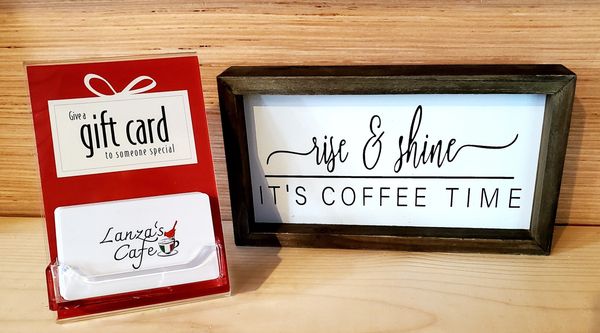 Give a
gift card
to someone special
Lanza's
Cafe
rise & shine
IT'S COFFEE TIME